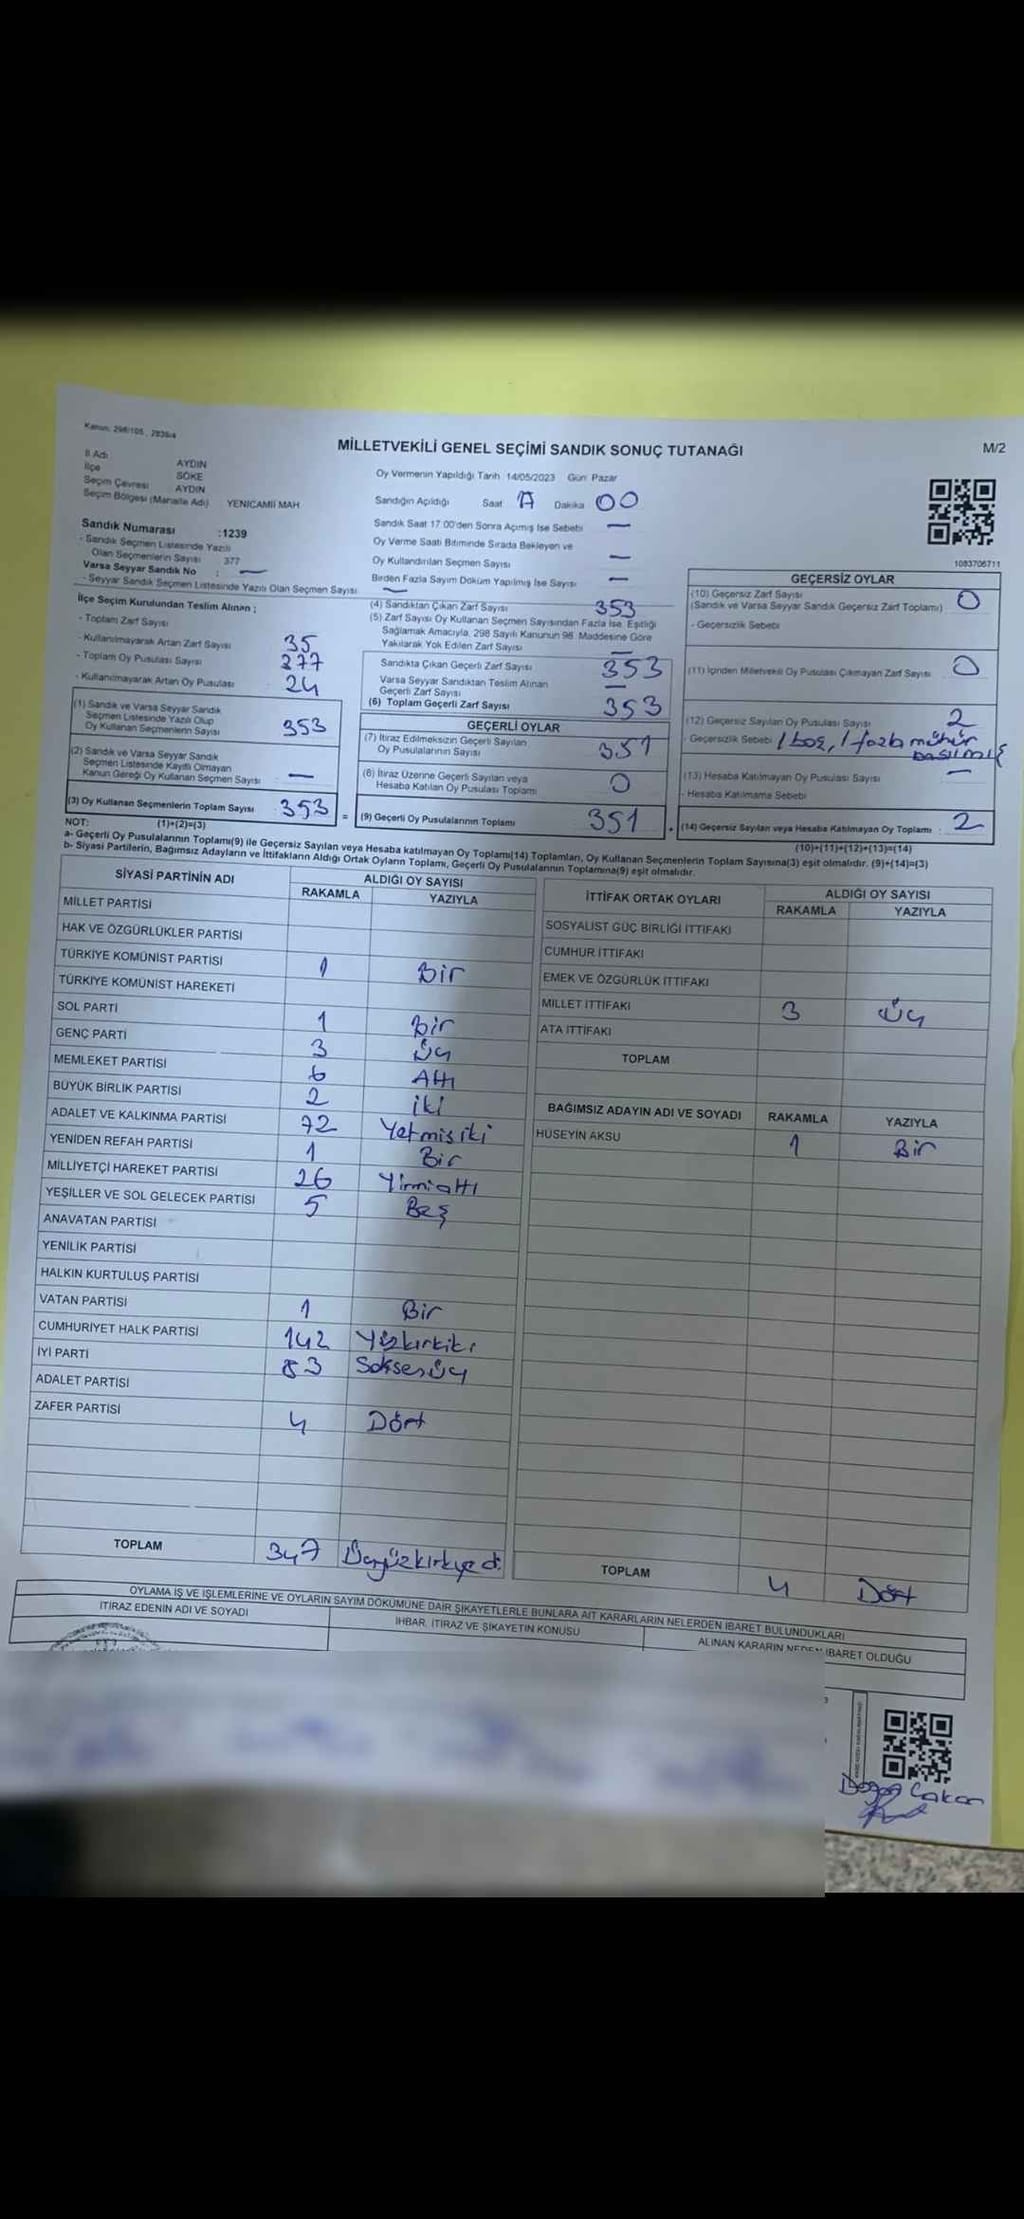 Kanun: 298/105, 2839/4
MİLLETVEKİLİ GENEL SEÇİMİ SANDIK SONUÇ TUTANAĞI
M/2
İl Adı AYDIN
İlçe SÖKE
Seçim Çevresi AYDIN
Seçim Bölgesi (Mahalle Adı) YENİCAMİİ MAH
Sandık Numarası :1239
- Sandık Seçmen Listesinde Yazılı
Olan Seçmenlerin Sayısı 377
Varsa Seyyar Sandık No : —
- Seyyar Sandık Seçmen Listesinde Yazılı Olan Seçmen Sayısı —
Oy Vermenin Yapıldığı Tarih 14/05/2023 Gün Pazar
Sandığın Açıldığı Saat 17 Dakika 00
Sandık Saat 17:00'den Sonra Açımış İse Sebebi —
Oy Verme Saati Bitiminde Sırada Bekleyen ve
Oy Kullandırılan Seçmen Sayısı —
Birden Fazla Sayım Döküm Yapılmış İse Sayısı —
1083706711
İlçe Seçim Kurulundan Teslim Alınan ;
- Toplam Zarf Sayısı
- Kullanılmayarak Artan Zarf Sayısı 35
- Toplam Oy Pusulası Sayısı 377
- Kullanılmayarak Artan Oy Pusulası 24
(1) Sandık ve Varsa Seyyar Sandık
Seçmen Listesinde Yazılı Olup
Oy Kullanan Seçmenlerin Sayısı 353
(2) Sandık ve Varsa Seyyar Sandık
Seçmen Listesinde Kayıtlı Olmayan
Kanun Gereği Oy Kullanan Seçmen Sayısı —
(3) Oy Kullanan Seçmenlerin Toplam Sayısı 353
(1)+(2)=(3)
(4) Sandıktan Çıkan Zarf Sayısı 353
(5) Zarf Sayısı Oy Kullanan Seçmen Sayısından Fazla İse, Eşitliği
Sağlamak Amacıyla, 298 Sayılı Kanunun 98. Maddesine Göre
Yakılarak Yok Edilen Zarf Sayısı —
Sandıkta Çıkan Geçerli Zarf Sayısı 353
Varsa Seyyar Sandıktan Teslim Alınan
Geçerli Zarf Sayısı —
(6) Toplam Geçerli Zarf Sayısı 353
GEÇERLİ OYLAR
(7) İtiraz Edilmeksizin Geçerli Sayılan
Oy Pusulalarının Sayısı 351
(8) İtiraz Üzerine Geçerli Sayılan veya
Hesaba Katılan Oy Pusulası Toplamı 0
= (9) Geçerli Oy Pusulalarının Toplamı 351
GEÇERSİZ OYLAR
(10) Geçersiz Zarf Sayısı
(Sandık ve Varsa Seyyar Sandık Geçersiz Zarf Toplamı) 0
- Geçersizlik Sebebi
(11) İçinden Milletvekili Oy Pusulası Çıkmayan Zarf Sayısı 0
(12) Geçersiz Sayılan Oy Pusulası Sayısı 2
- Geçersizlik Sebebi 1 boş, 1 fazla mühür
basılmış
(13) Hesaba Katılmayan Oy Pusulası Sayısı —
- Hesaba Katılmama Sebebi
+ (14) Geçersiz Sayılan veya Hesaba Katılmayan Oy Toplamı : 2
(10)+(11)+(12)+(13)=(14)
NOT:
a- Geçerli Oy Pusulalarının Toplamı(9) ile Geçersiz Sayılan veya Hesaba katılmayan Oy Toplamı(14) Toplamları, Oy Kullanan Seçmenlerin Toplam Sayısına(3) eşit olmalıdır. (9)+(14)=(3)
b- Siyasi Partilerin, Bağımsız Adayların ve İttifakların Aldığı Ortak Oyların Toplamı, Geçerli Oy Pusulalarının Toplamına(9) eşit olmalıdır.
SİYASİ PARTİNİN ADI ALDIĞI OY SAYISI
RAKAMLA YAZIYLA
MİLLET PARTİSİ
HAK VE ÖZGÜRLÜKLER PARTİSİ
TÜRKİYE KOMÜNİST PARTİSİ 1 Bir
TÜRKİYE KOMÜNİST HAREKETİ
SOL PARTİ 1 Bir
GENÇ PARTİ 3 Üç
MEMLEKET PARTİSİ 6 Altı
BÜYÜK BİRLİK PARTİSİ 2 iki
ADALET VE KALKINMA PARTİSİ 72 Yetmişiki
YENİDEN REFAH PARTİSİ 1 Bir
MİLLİYETÇİ HAREKET PARTİSİ 26 Yirmialtı
YEŞİLLER VE SOL GELECEK PARTİSİ 5 Beş
ANAVATAN PARTİSİ
YENİLİK PARTİSİ
HALKIN KURTULUŞ PARTİSİ
VATAN PARTİSİ 1 Bir
CUMHURİYET HALK PARTİSİ 142 Yüzkırkiki
İYİ PARTİ 83 Seksenüç
ADALET PARTİSİ
ZAFER PARTİSİ 4 Dört
TOPLAM 347 Üçyüzkırkyedi
İTTİFAK ORTAK OYLARI ALDIĞI OY SAYISI
RAKAMLA YAZIYLA
SOSYALİST GÜÇ BİRLİĞİ İTTİFAKI
CUMHUR İTTİFAKI
EMEK VE ÖZGÜRLÜK İTTİFAKI
MİLLET İTTİFAKI 3 Üç
ATA İTTİFAKI
TOPLAM
BAĞIMSIZ ADAYIN ADI VE SOYADI RAKAMLA YAZIYLA
HÜSEYİN AKSU 1 Bir
TOPLAM 4 Dört
OYLAMA İŞ VE İŞLEMLERİNE VE OYLARIN SAYIM DÖKÜMÜNE DAİR ŞİKAYETLERLE BUNLARA AİT KARARLARIN NELERDEN İBARET BULUNDUKLARI
İTİRAZ EDENİN ADI VE SOYADI İHBAR, İTİRAZ VE ŞİKAYETİN KONUSU ALINAN KARARIN NEDEN İBARET OLDUĞU